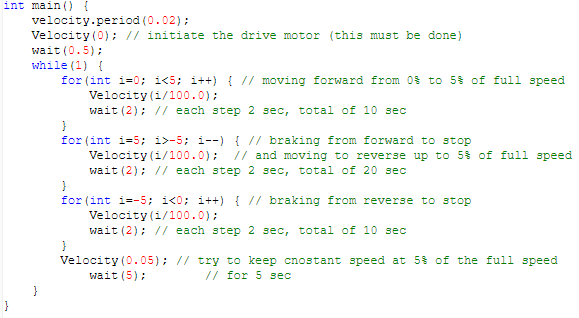 int main() {
    velocity.period(0.02);
    Velocity(0); // initiate the drive motor (this must be done)
    wait(0.5);
    while(1) {
        for(int i=0; i<5; i++) { // moving forward from 0% to 5% of full speed
            Velocity(i/100.0);
            wait(2); // each step 2 sec, total of 10 sec
        }
        for(int i=5; i>-5; i--) { // braking from forward to stop
            Velocity(i/100.0);  // and moving to reverse up to 5% of full speed
            wait(2); // each step 2 sec, total of 20 sec
        }
        for(int i=-5; i<0; i++) { // braking from reverse to stop
            Velocity(i/100.0);
            wait(2); // each step 2 sec, total of 10 sec
        }
        Velocity(0.05); // try to keep cnostant speed at 5% of the full speed
            wait(5);        // for 5 sec
    }
}